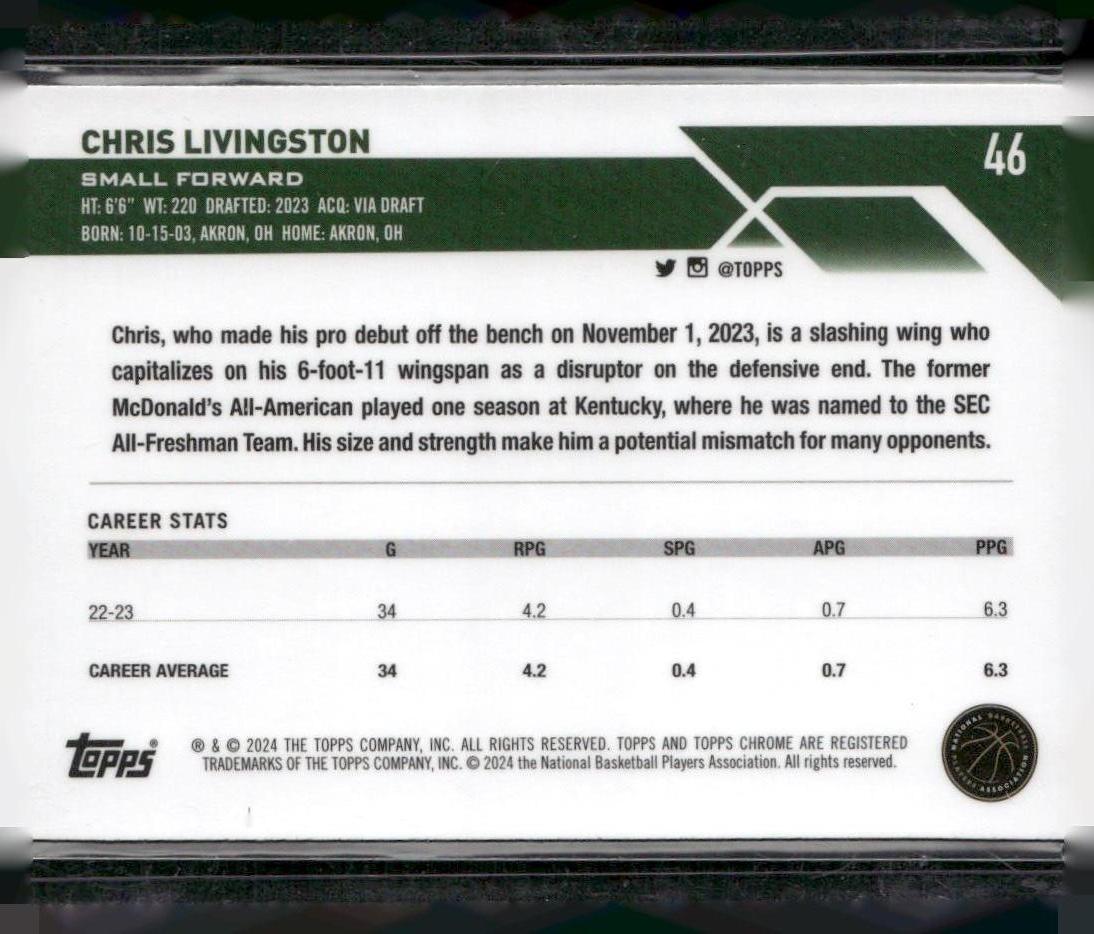 CHRIS LIVINGSTON
46
SMALL FORWARD
HT: 6'6" WT: 220 DRAFTED: 2023 ACQ: VIA DRAFT
BORN: 10-15-03, AKRON, OH HOME: AKRON, OH
@TOPPS
Chris, who made his pro debut off the bench on November 1, 2023, is a slashing wing who
capitalizes on his 6-foot-11 wingspan as a disruptor on the defensive end. The former
McDonald's All-American played one season at Kentucky, where he was named to the SEC
All-Freshman Team. His size and strength make him a potential mismatch for many opponents.
CAREER STATS
YEAR G RPG SPG APG PPG
22-23 34 4.2 0.4 0.7 6.3
CAREER AVERAGE 34 4.2 0.4 0.7 6.3
topps®
® & © 2024 THE TOPPS COMPANY, INC. ALL RIGHTS RESERVED. TOPPS AND TOPPS CHROME ARE REGISTERED
TRADEMARKS OF THE TOPPS COMPANY, INC. © 2024 the National Basketball Players Association. All rights reserved.
NATIONAL BASKETBALL
PLAYERS ASSOCIATION